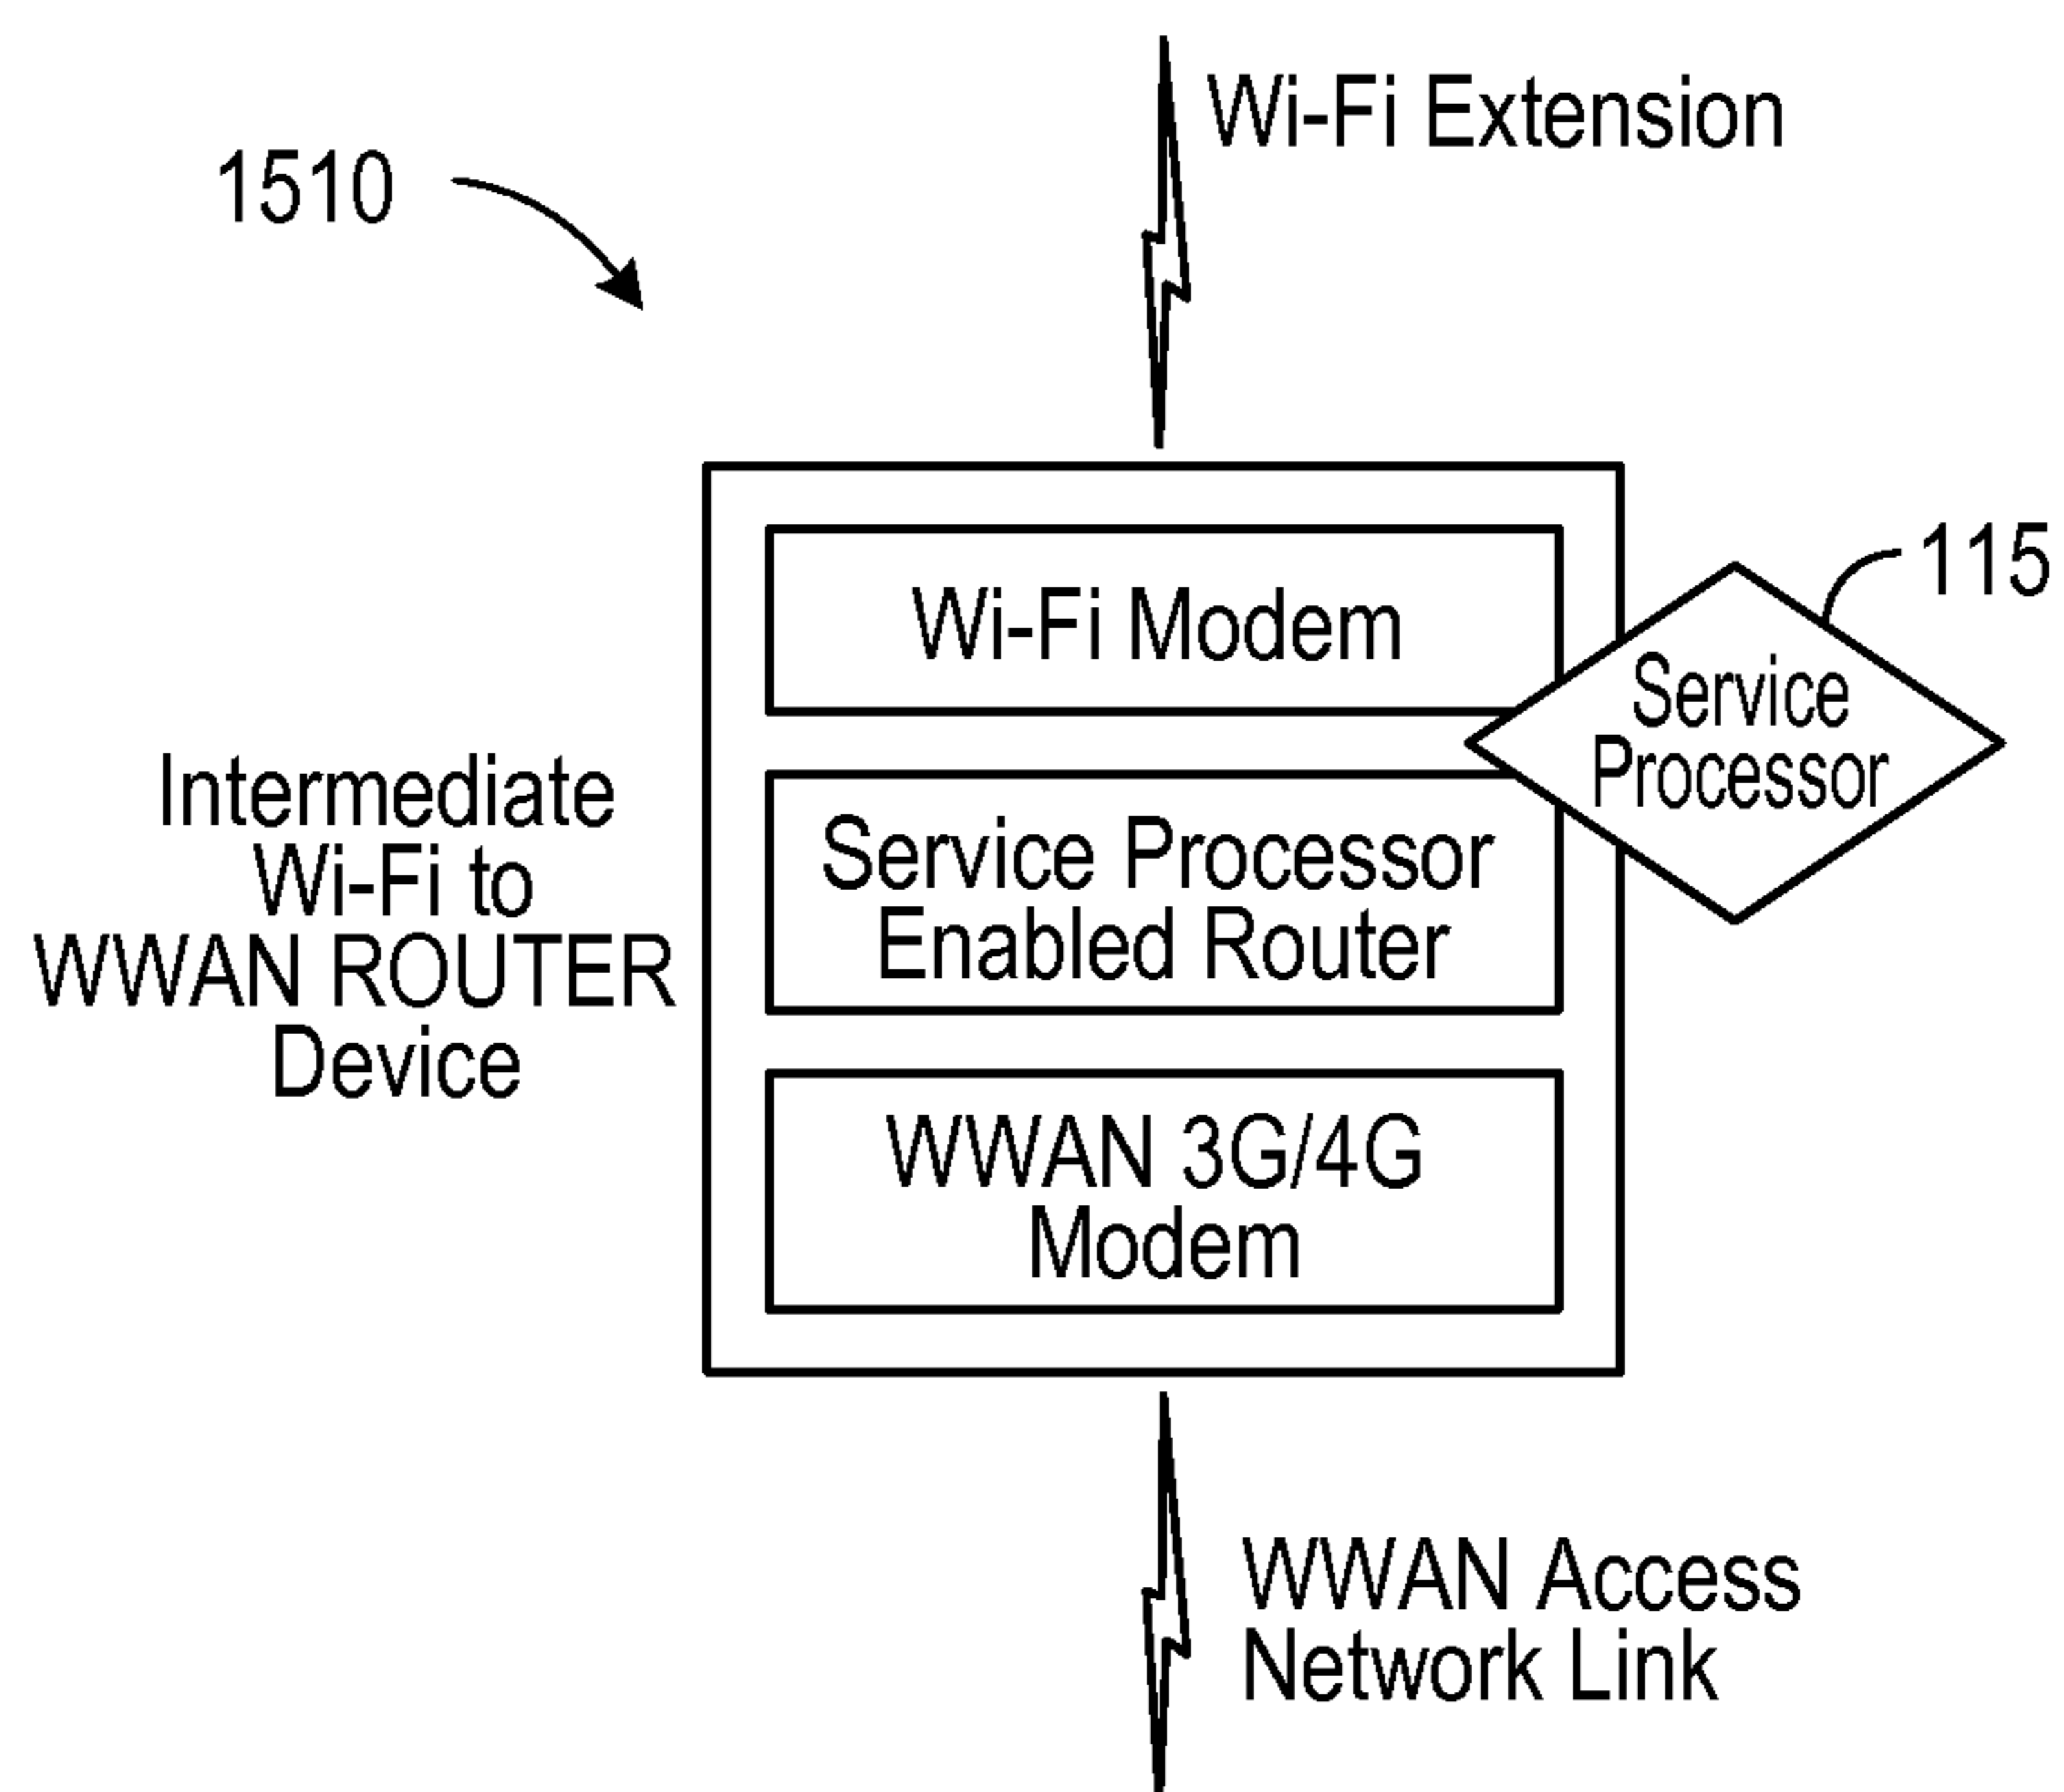 Wi-Fi Extension
1510
Wi-Fi Modem
115
Service
Processor
Intermediate
Wi-Fi to
WWAN ROUTER
Device
Service Processor
Enabled Router
WWAN 3G/4G
Modem
WWAN Access
Network Link